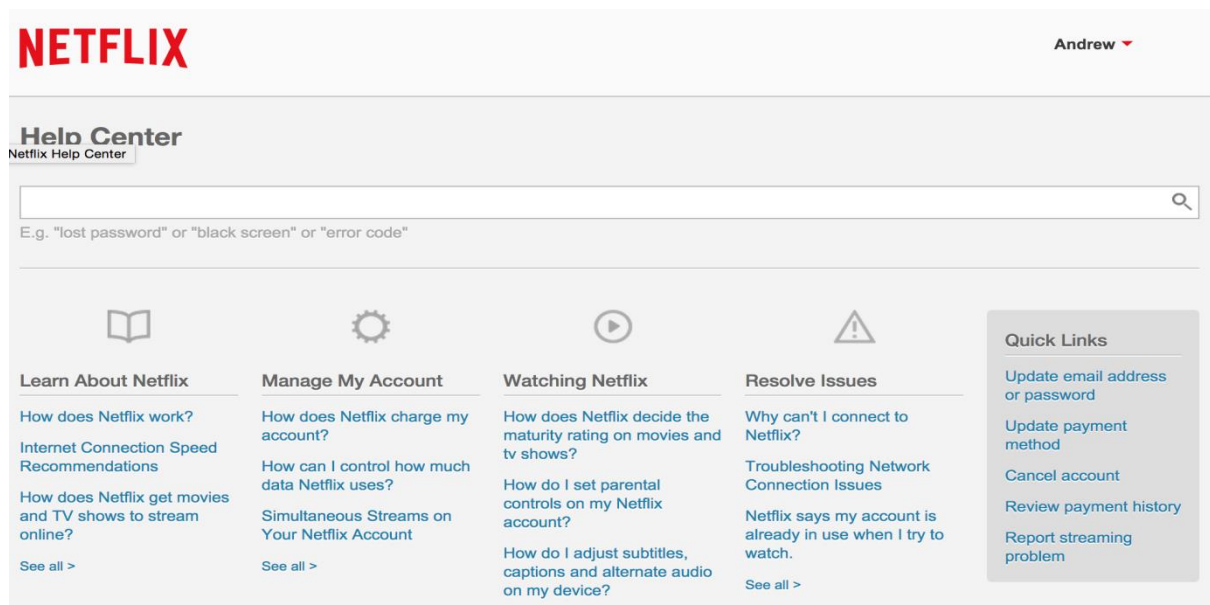 NETFLIX
Andrew
Help Center
Netflix Help Center
E.g. "lost password" or "black screen" or "error code"
Learn About Netflix
How does Netflix work?
Internet Connection Speed
Recommendations
How does Netflix get movies
and TV shows to stream
online?
See all >
Manage My Account
How does Netflix charge my
account?
How can I control how much
data Netflix uses?
Simultaneous Streams on
Your Netflix Account
See all >
Watching Netflix
How does Netflix decide the
maturity rating on movies and
tv shows?
How do I set parental
controls on my Netflix
account?
How do I adjust subtitles,
captions and alternate audio
on my device?
Resolve Issues
Why can't I connect to
Netflix?
Troubleshooting Network
Connection Issues
Netflix says my account is
already in use when I try to
watch.
See all >
Quick Links
Update email address
or password
Update payment
method
Cancel account
Review payment history
Report streaming
problem